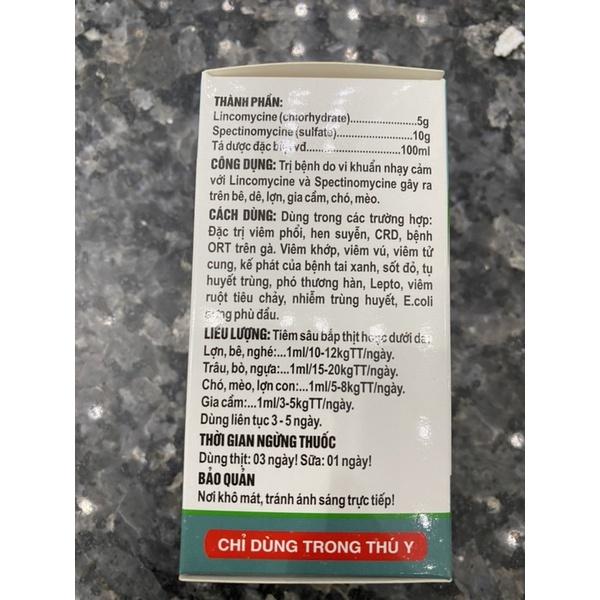 THÀNH PHẦN:
Lincomycine (chlorhydrate).......................5g
Spectinomycine (sulfate)..........................10g
Tá dược đặc biệt vđ................................100ml
CÔNG DỤNG: Trị bệnh do vi khuẩn nhạy cảm
với Lincomycine và Spectinomycine gây ra
trên bê, dê, lợn, gia cầm, chó, mèo.
CÁCH DÙNG: Dùng trong các trường hợp:
Đặc trị viêm phổi, hen suyễn, CRD, bệnh
ORT trên gà. Viêm khớp, viêm vú, viêm tử
cung, kế phát của bệnh tai xanh, sốt đỏ, tụ
huyết trùng, phó thương hàn, Lepto, viêm
ruột tiêu chảy, nhiễm trùng huyết, E.coli
sưng phù đầu.
LIỀU LƯỢNG: Tiêm sâu bắp thịt hoặc dưới da.
Lợn, bê, nghé:...1ml/10-12kgTT/ngày.
Trâu, bò, ngựa:...1ml/15-20kgTT/ngày.
Chó, mèo, lợn con:...1ml/5-8kgTT/ngày.
Gia cầm:...1ml/3-5kgTT/ngày.
Dùng liên tục 3 - 5 ngày.
THỜI GIAN NGỪNG THUỐC
Dùng thịt: 03 ngày! Sữa: 01 ngày!
BẢO QUẢN
Nơi khô mát, tránh ánh sáng trực tiếp!
CHỈ DÙNG TRONG THÚ Y